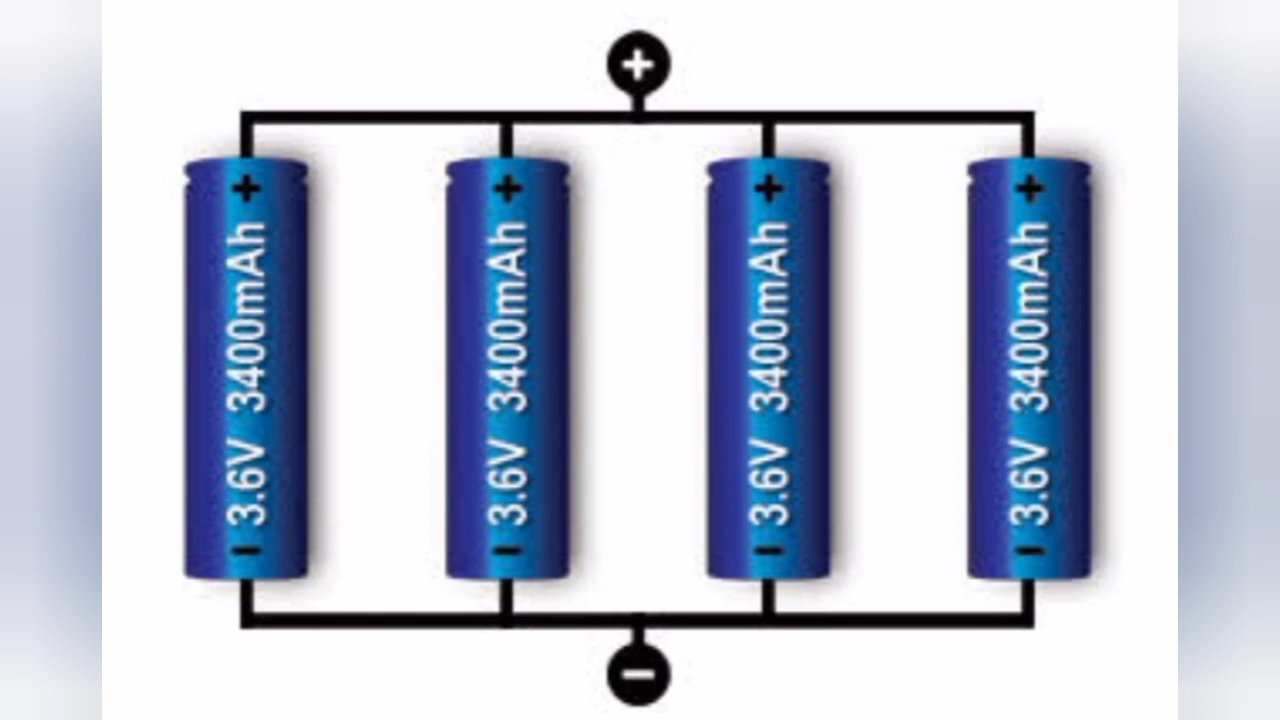 +
+ + + +
3.6V 3400mAh
3.6V 3400mAh
3.6V 3400mAh
3.6V 3400mAh
− − − −
−